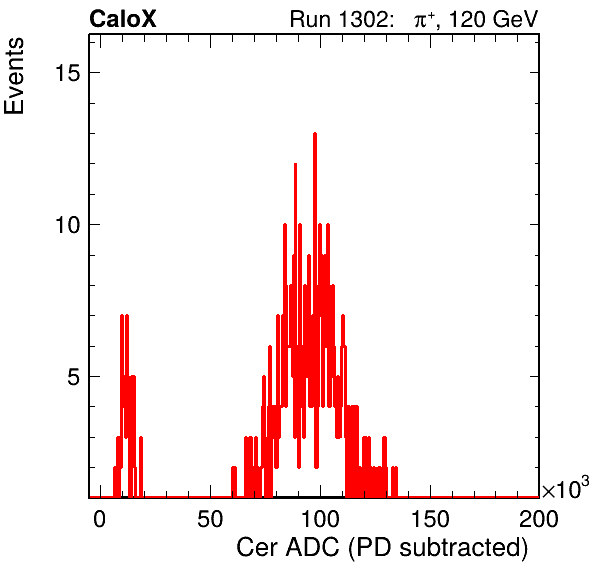 CaloX Run 1302: π⁺, 120 GeV
Events
15
10
5
0 50 100 150 200
×10³
Cer ADC (PD subtracted)